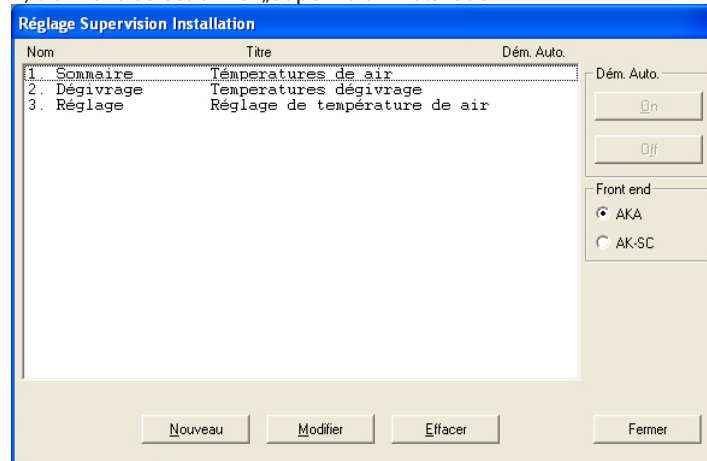 Réglage Supervision Installation
Nom Titre Dém. Auto.
1. Sommaire Témperatures de air
2. Dégivrage Temperatures dégivrage
3. Réglage Réglage de température de air
Dém. Auto.
On
Off
Front end
AKA
AK-SC
Nouveau Modifier Effacer Fermer